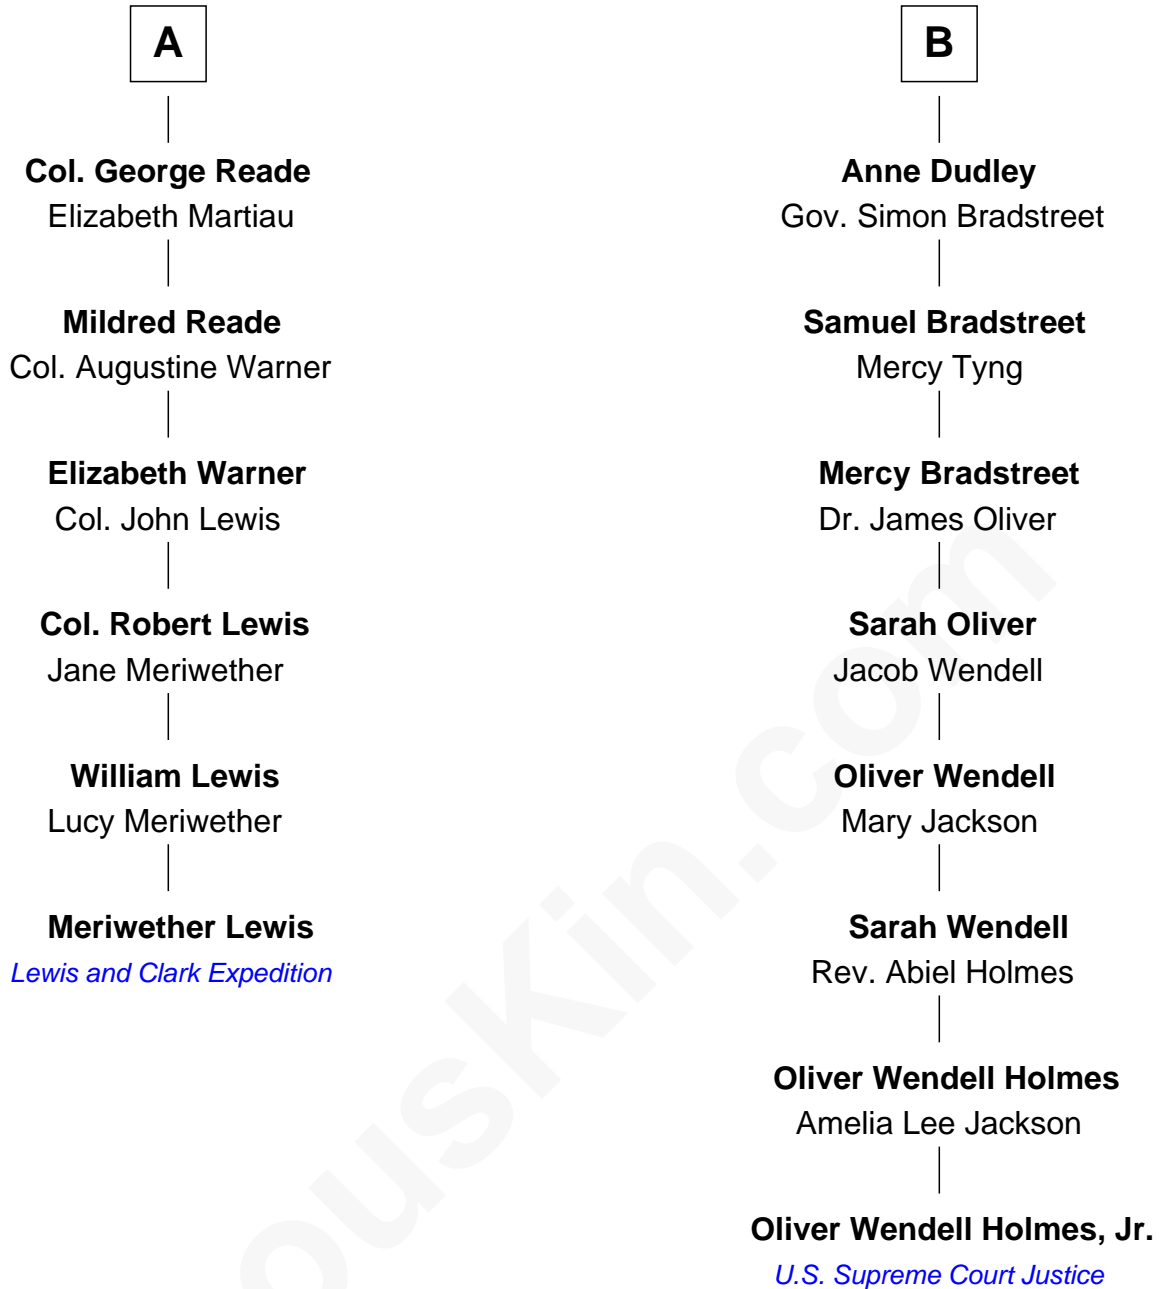 A
Col. George Reade
Elizabeth Martiau
Mildred Reade
Col. Augustine Warner
Elizabeth Warner
Col. John Lewis
Col. Robert Lewis
Jane Meriwether
William Lewis
Lucy Meriwether
Meriwether Lewis
Lewis and Clark Expedition
B
Anne Dudley
Gov. Simon Bradstreet
Samuel Bradstreet
Mercy Tyng
Mercy Bradstreet
Dr. James Oliver
Sarah Oliver
Jacob Wendell
Oliver Wendell
Mary Jackson
Sarah Wendell
Rev. Abiel Holmes
Oliver Wendell Holmes
Amelia Lee Jackson
Oliver Wendell Holmes, Jr.
U.S. Supreme Court Justice
ousKin.com